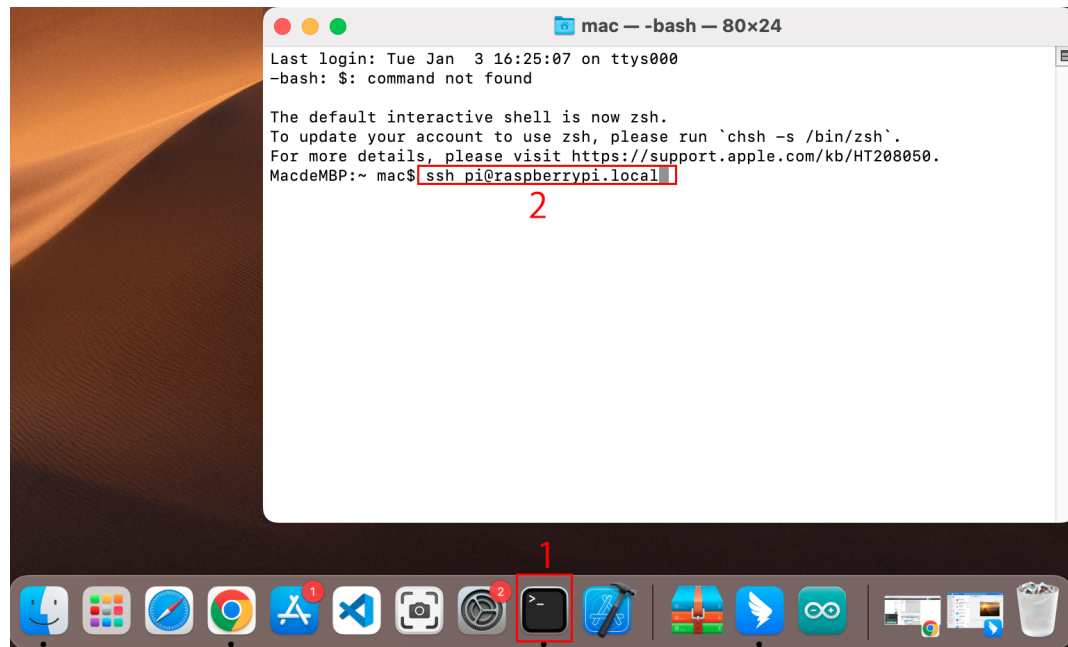 mac — -bash — 80×24
Last login: Tue Jan  3 16:25:07 on ttys000
-bash: $: command not found
The default interactive shell is now zsh.
To update your account to use zsh, please run `chsh -s /bin/zsh`.
For more details, please visit https://support.apple.com/kb/HT208050.
MacdeMBP:~ mac$ ssh pi@raspberrypi.local
2
1
1
2
>_